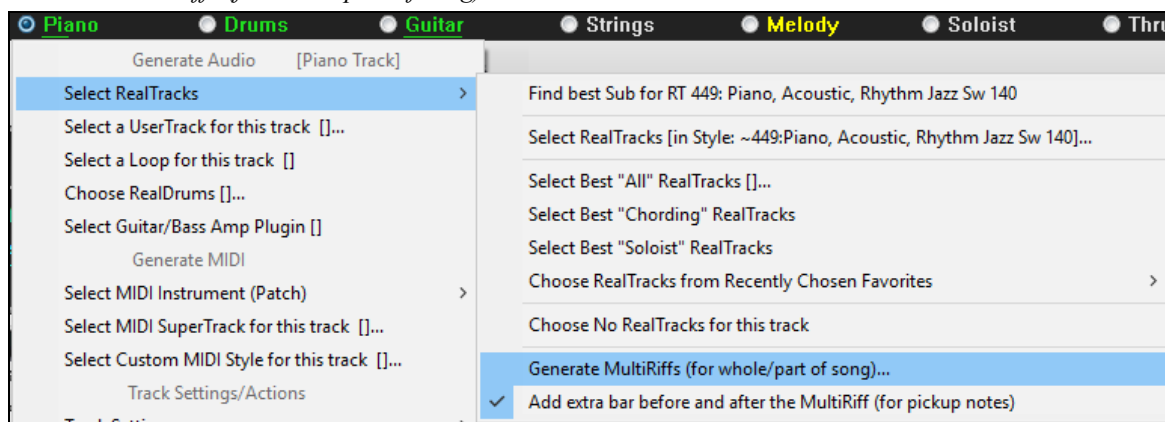 Piano Drums Guitar Strings Melody Soloist
Generate Audio [Piano Track]
Select RealTracks
Select a UserTrack for this track []...
Select a Loop for this track []
Choose RealDrums []...
Select Guitar/Bass Amp Plugin []
Generate MIDI
Select MIDI Instrument (Patch)
Select MIDI SuperTrack for this track []...
Select Custom MIDI Style for this track []...
Track Settings/Actions
Find best Sub for RT 449: Piano, Acoustic, Rhythm Jazz Sw 140
Select RealTracks [in Style: ~449:Piano, Acoustic, Rhythm Jazz Sw 140]...
Select Best "All" RealTracks []...
Select Best "Chording" RealTracks
Select Best "Soloist" RealTracks
Choose RealTracks from Recently Chosen Favorites
Choose No RealTracks for this track
Generate MultiRiffs (for whole/part of song)...
Add extra bar before and after the MultiRiff (for pickup notes)